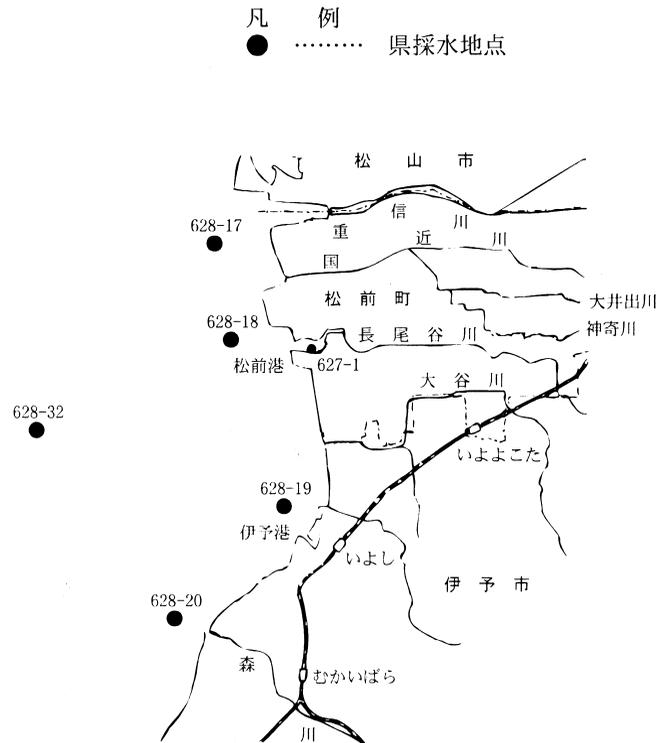 凡 例
県採水地点
松山市
628-17
重信川
国近川
松前町
大井出川
628-18
長尾谷川
神寄川
松前港
627-1
大谷川
628-32
いよよこた
628-19
伊予港
いよし
伊予市
628-20
森川
むかいばら